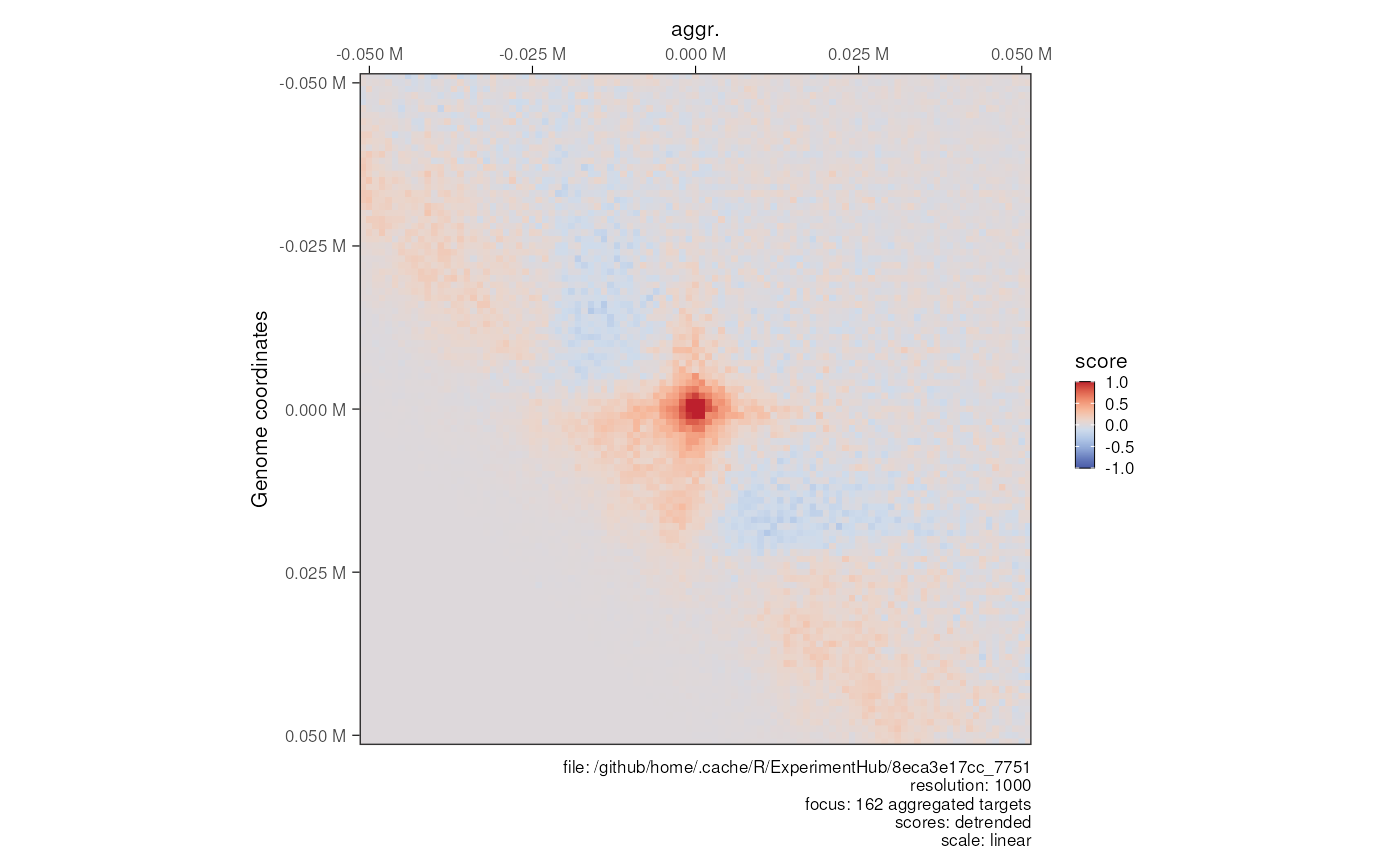 aggr.
-0.050 M -0.025 M 0.000 M 0.025 M 0.050 M
-0.050 M
-0.025 M
0.000 M
0.025 M
0.050 M
Genome coordinates
score
1.0
0.5
0.0
-0.5
-1.0
file: /github/home/.cache/R/ExperimentHub/8eca3e17cc_7751
resolution: 1000
focus: 162 aggregated targets
scores: detrended
scale: linear